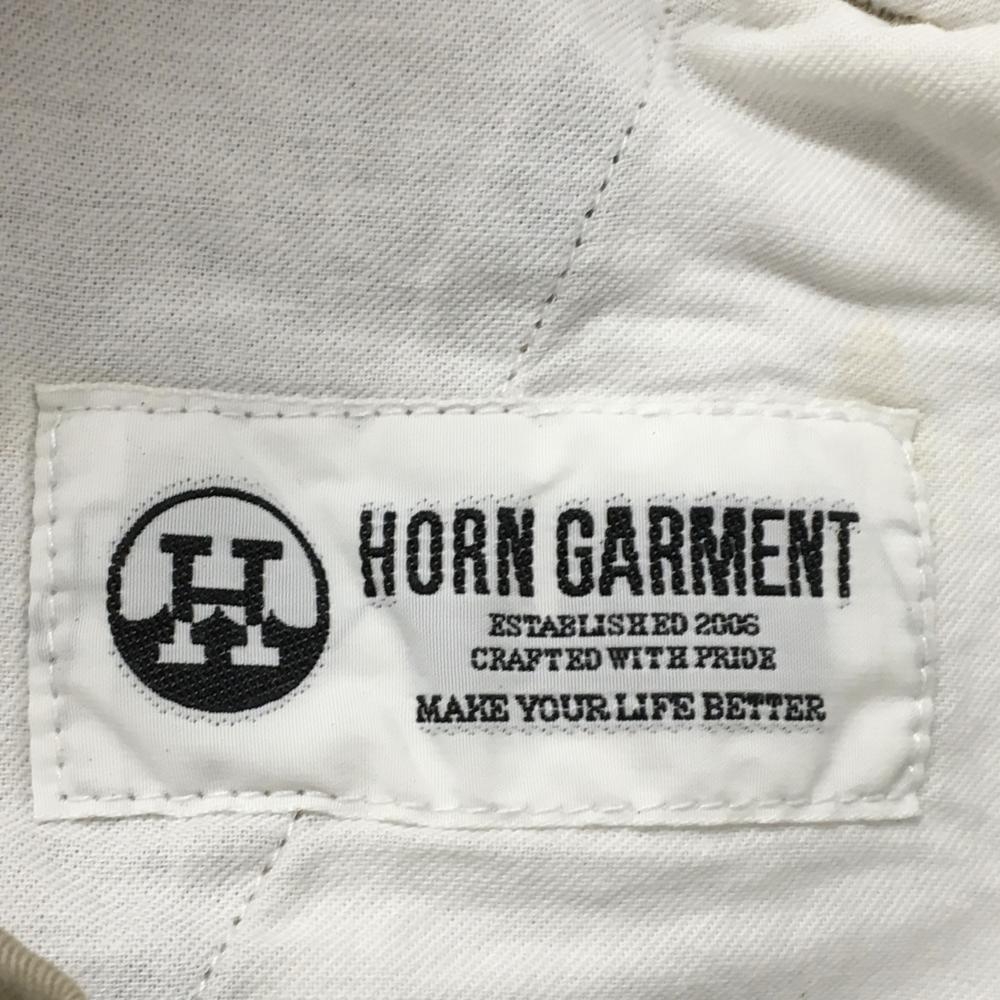 H
HORN GARMENT
ESTABLISHED 2006
CRAFTED WITH PRIDE
MAKE YOUR LIFE BETTER